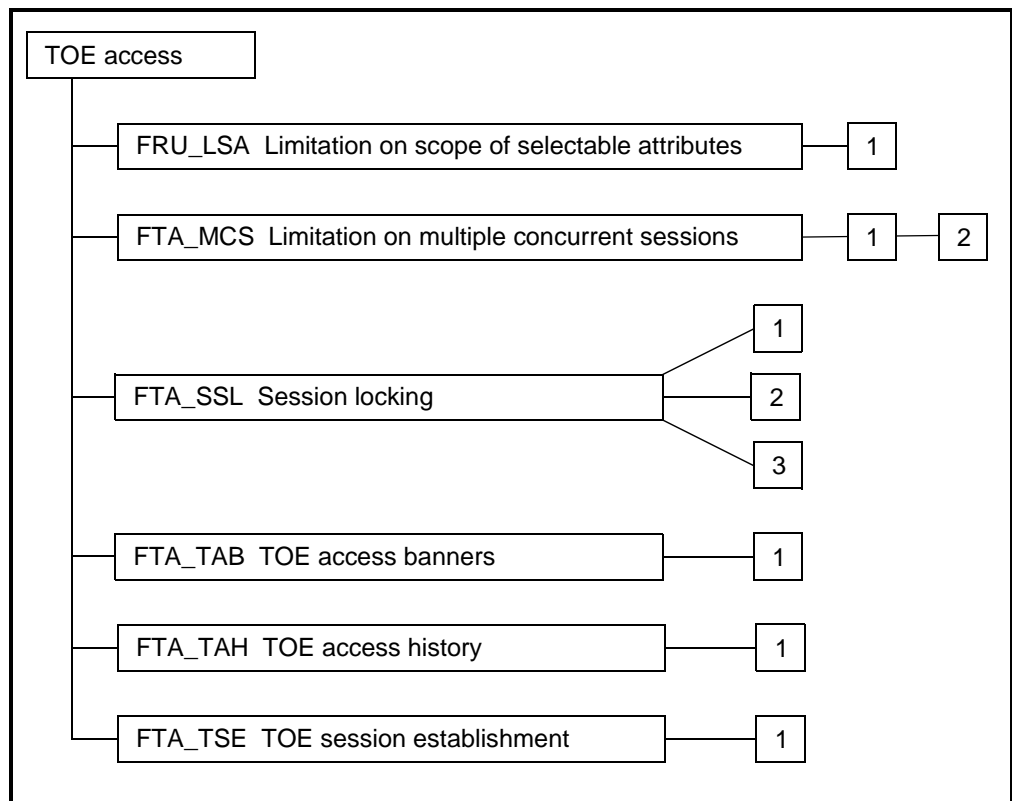 TOE access
FRU_LSA Limitation on scope of selectable attributes 1
FTA_MCS Limitation on multiple concurrent sessions 1 2
1
FTA_SSL Session locking 2
3
FTA_TAB TOE access banners 1
FTA_TAH TOE access history 1
FTA_TSE TOE session establishment 1